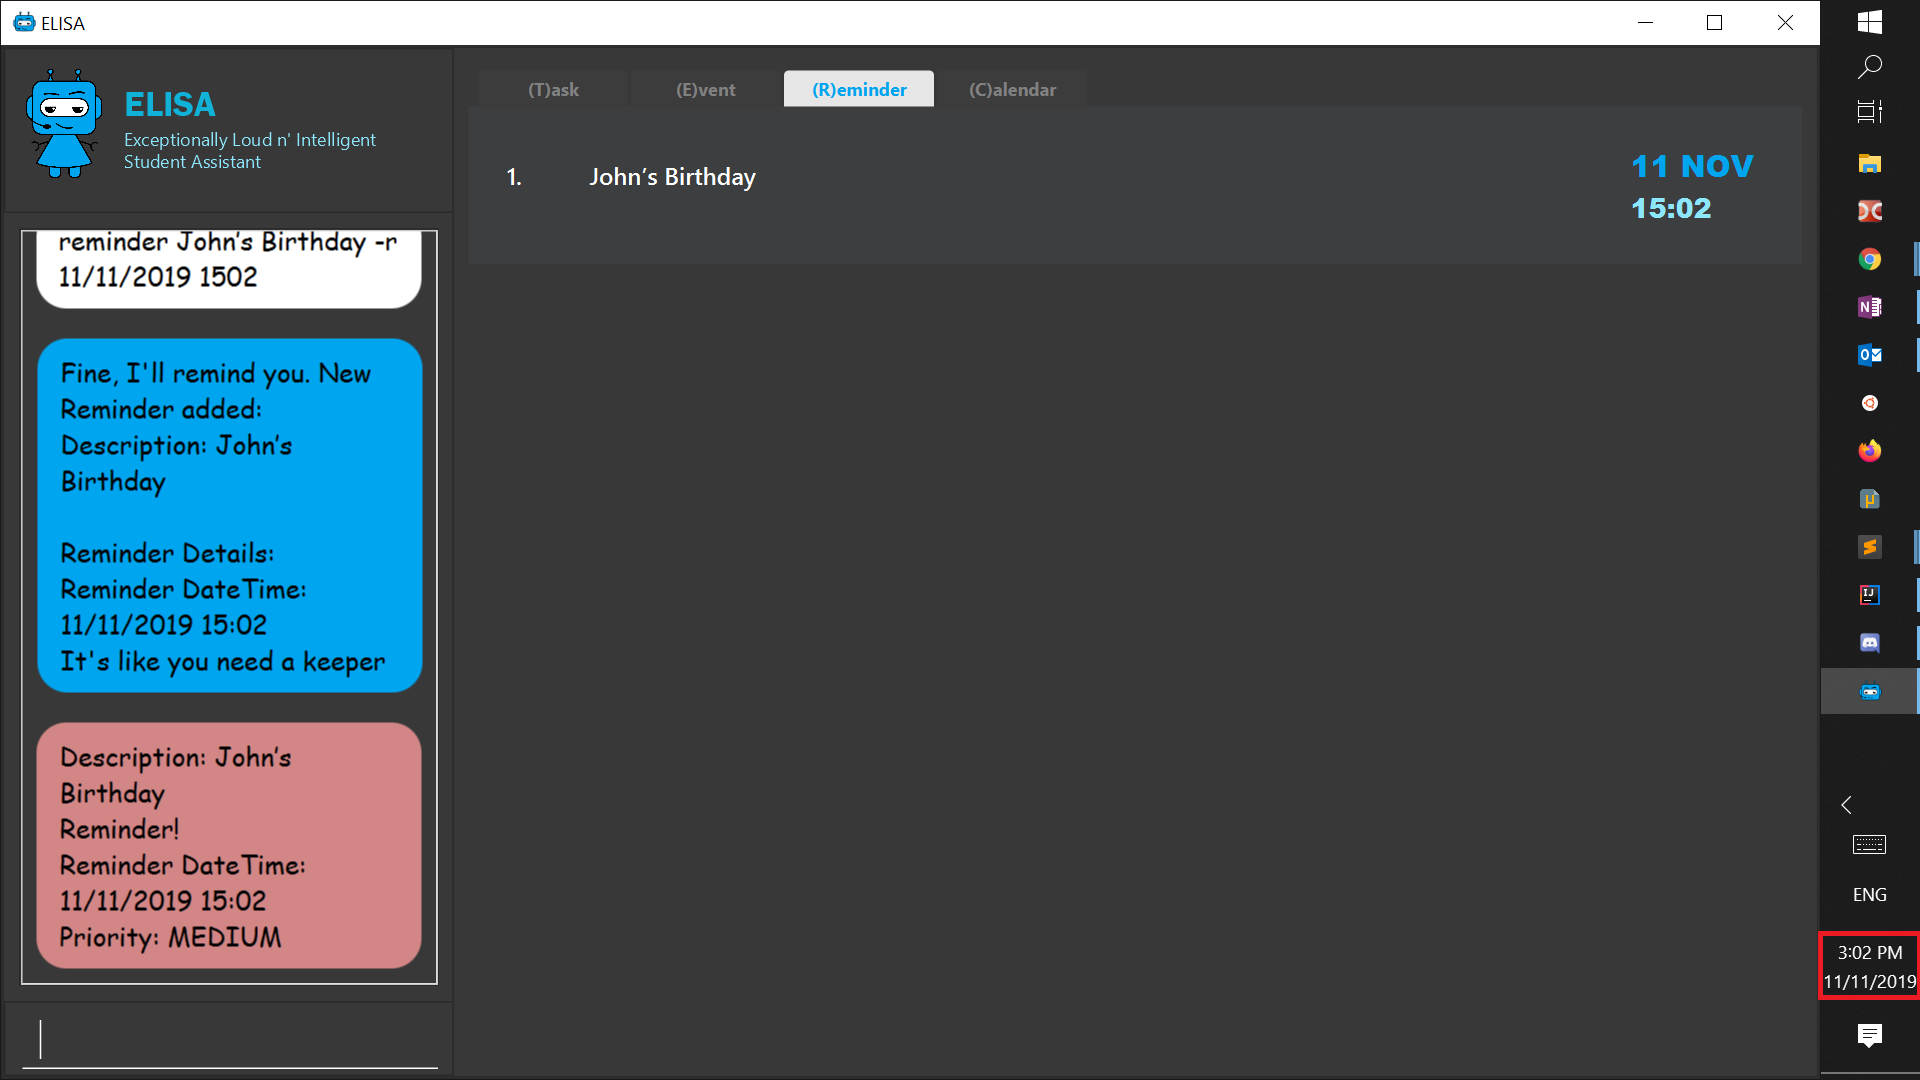 ELISA
ELISA
Exceptionally Loud n' Intelligent
Student Assistant
reminder John’s Birthday -r
11/11/2019 1502
Fine, I'll remind you. New
Reminder added:
Description: John’s
Birthday
Reminder Details:
Reminder DateTime:
11/11/2019 15:02
It's like you need a keeper
Description: John’s
Birthday
Reminder!
Reminder DateTime:
11/11/2019 15:02
Priority: MEDIUM
(T)ask
(E)vent
(R)eminder
(C)alendar
1.
John’s Birthday
11 NOV
15:02
ENG
3:02 PM
11/11/2019